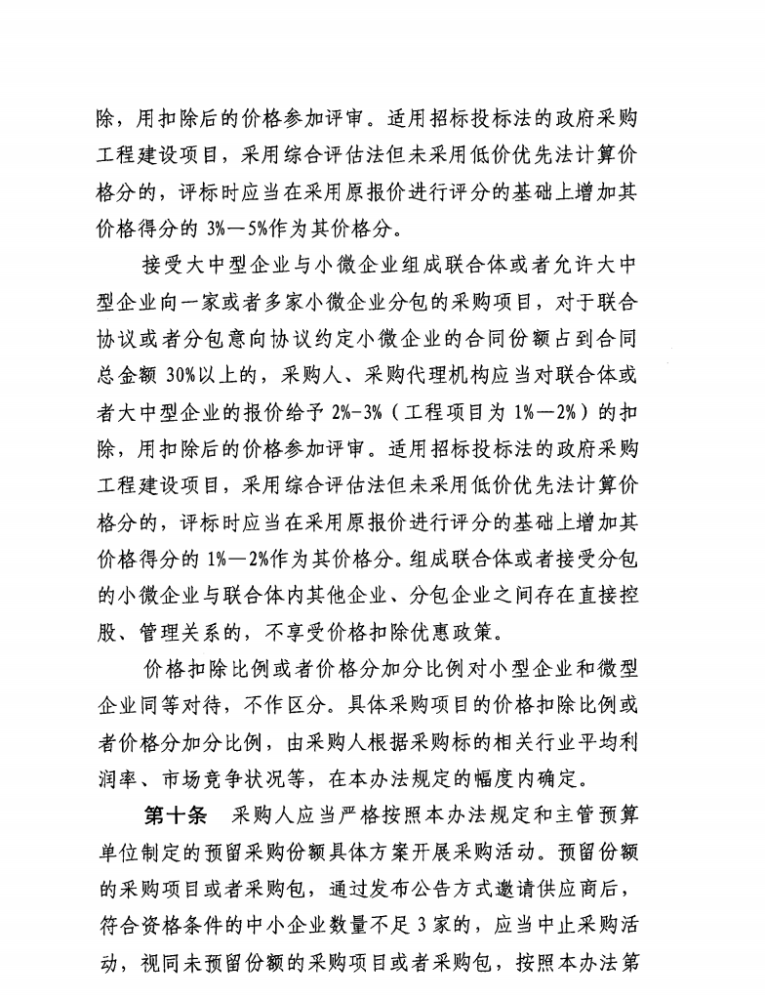 除，用扣除后的价格参加评审。适用招标投标法的政府采购
工程建设项目，采用综合评估法但未采用低价优先法计算价
格分的，评标时应当在采用原报价进行评分的基础上增加其
价格得分的 3%—5%作为其价格分。
接受大中型企业与小微企业组成联合体或者允许大中
型企业向一家或者多家小微企业分包的采购项目，对于联合
协议或者分包意向协议约定小微企业的合同份额占到合同
总金额 30%以上的，采购人、采购代理机构应当对联合体或
者大中型企业的报价给予 2%-3%（工程项目为 1%—2%）的扣
除，用扣除后的价格参加评审。适用招标投标法的政府采购
工程建设项目，采用综合评估法但未采用低价优先法计算价
格分的，评标时应当在采用原报价进行评分的基础上增加其
价格得分的 1%—2%作为其价格分。组成联合体或者接受分包
的小微企业与联合体内其他企业、分包企业之间存在直接控
股、管理关系的，不享受价格扣除优惠政策。
价格扣除比例或者价格分加分比例对小型企业和微型
企业同等对待，不作区分。具体采购项目的价格扣除比例或
者价格分加分比例，由采购人根据采购标的相关行业平均利
润率、市场竞争状况等，在本办法规定的幅度内确定。
第十条 采购人应当严格按照本办法规定和主管预算
单位制定的预留采购份额具体方案开展采购活动。预留份额
的采购项目或者采购包，通过发布公告方式邀请供应商后，
符合资格条件的中小企业数量不足 3 家的，应当中止采购活
动，视同未预留份额的采购项目或者采购包，按照本办法第